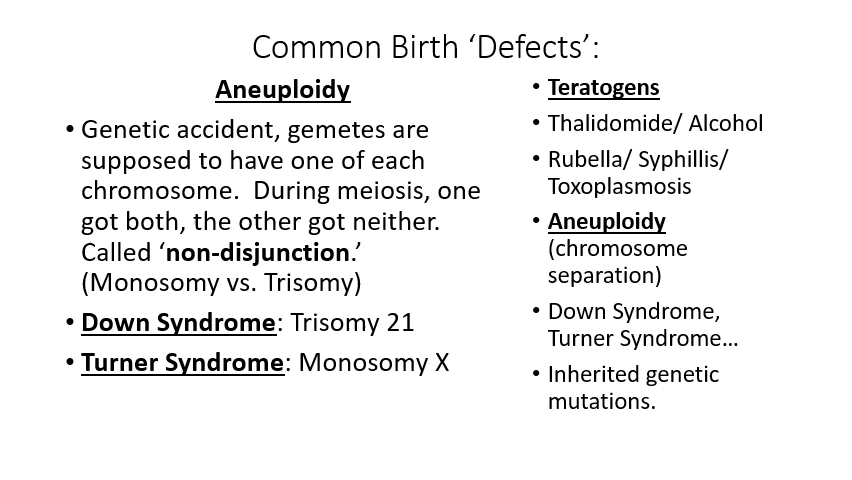 Common Birth ‘Defects’:
Aneuploidy
• Genetic accident, gemetes are
supposed to have one of each
chromosome.  During meiosis, one
got both, the other got neither.
Called ‘non-disjunction.’
(Monosomy vs. Trisomy)
• Down Syndrome: Trisomy 21
• Turner Syndrome: Monosomy X
• Teratogens
• Thalidomide/ Alcohol
• Rubella/ Syphillis/
Toxoplasmosis
• Aneuploidy
(chromosome
separation)
• Down Syndrome,
Turner Syndrome…
• Inherited genetic
mutations.